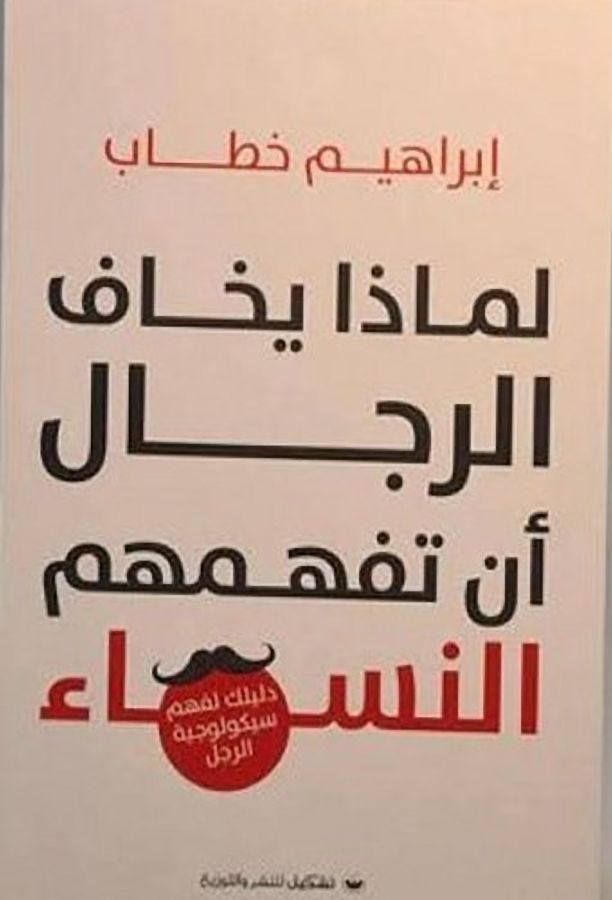 إبراهيم خطاب
لماذا يخاف
الرجال
أن تفهمهم
النساء
دليلك لفهم
سيكولوجية
الرجل
تشكيل للنشر والتوزيع